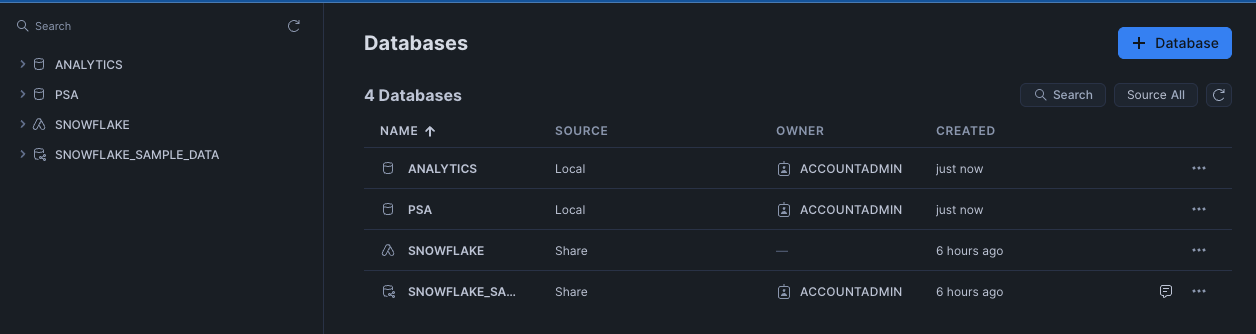 Search
ANALYTICS
PSA
SNOWFLAKE
SNOWFLAKE_SAMPLE_DATA
Databases
+ Database
4 Databases
Search
Source All
NAME ↑ SOURCE OWNER CREATED
ANALYTICS Local ACCOUNTADMIN just now ...
PSA Local ACCOUNTADMIN just now ...
SNOWFLAKE Share — 6 hours ago ...
SNOWFLAKE_SA... Share ACCOUNTADMIN 6 hours ago ...